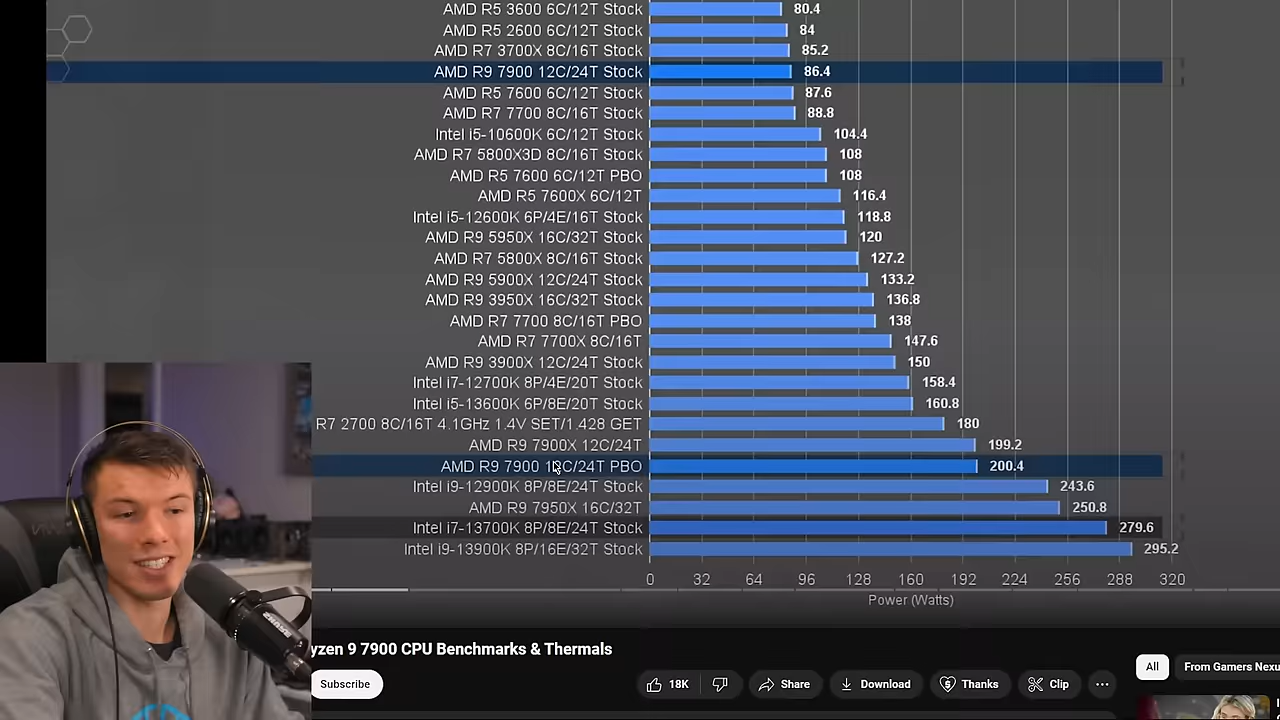 AMD R5 3600 6C/12T Stock 80.4
AMD R5 2600 6C/12T Stock 84
AMD R7 3700X 8C/16T Stock 85.2
AMD R9 7900 12C/24T Stock 86.4
AMD R5 7600 6C/12T Stock 87.6
AMD R7 7700 8C/16T Stock 88.8
Intel i5-10600K 6C/12T Stock 104.4
AMD R7 5800X3D 8C/16T Stock 108
AMD R5 7600 6C/12T PBO 108
AMD R5 7600X 6C/12T 116.4
Intel i5-12600K 6P/4E/16T Stock 118.8
AMD R9 5950X 16C/32T Stock 120
AMD R7 5800X 8C/16T Stock 127.2
AMD R9 5900X 12C/24T Stock 133.2
AMD R9 3950X 16C/32T Stock 136.8
AMD R7 7700 8C/16T PBO 138
AMD R7 7700X 8C/16T 147.6
AMD R9 3900X 12C/24T Stock 150
Intel i7-12700K 8P/4E/20T Stock 158.4
Intel i5-13600K 6P/8E/20T Stock 160.8
R7 2700 8C/16T 4.1GHz 1.4V SET/1.428 GET 180
AMD R9 7900X 12C/24T 199.2
AMD R9 7900 12C/24T PBO 200.4
Intel i9-12900K 8P/8E/24T Stock 243.6
AMD R9 7950X 16C/32T 250.8
Intel i7-13700K 8P/8E/24T Stock 279.6
Intel i9-13900K 8P/16E/32T Stock 295.2
0 32 64 96 128 160 192 224 256 288 320
Power (Watts)
yzen 9 7900 CPU Benchmarks & Thermals
Subscribe 18K Share Download Thanks Clip All From Gamers Nexu